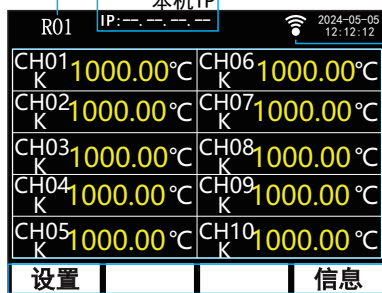 本机IP
R01 IP:--.--.--.-- 2024-05-05
12:12:12
CH01 K 1000.00℃ CH06 K 1000.00℃
CH02 K 1000.00℃ CH07 K 1000.00℃
CH03 K 1000.00℃ CH08 K 1000.00℃
CH04 K 1000.00℃ CH09 K 1000.00℃
CH05 K 1000.00℃ CH10 K 1000.00℃
设置 信息